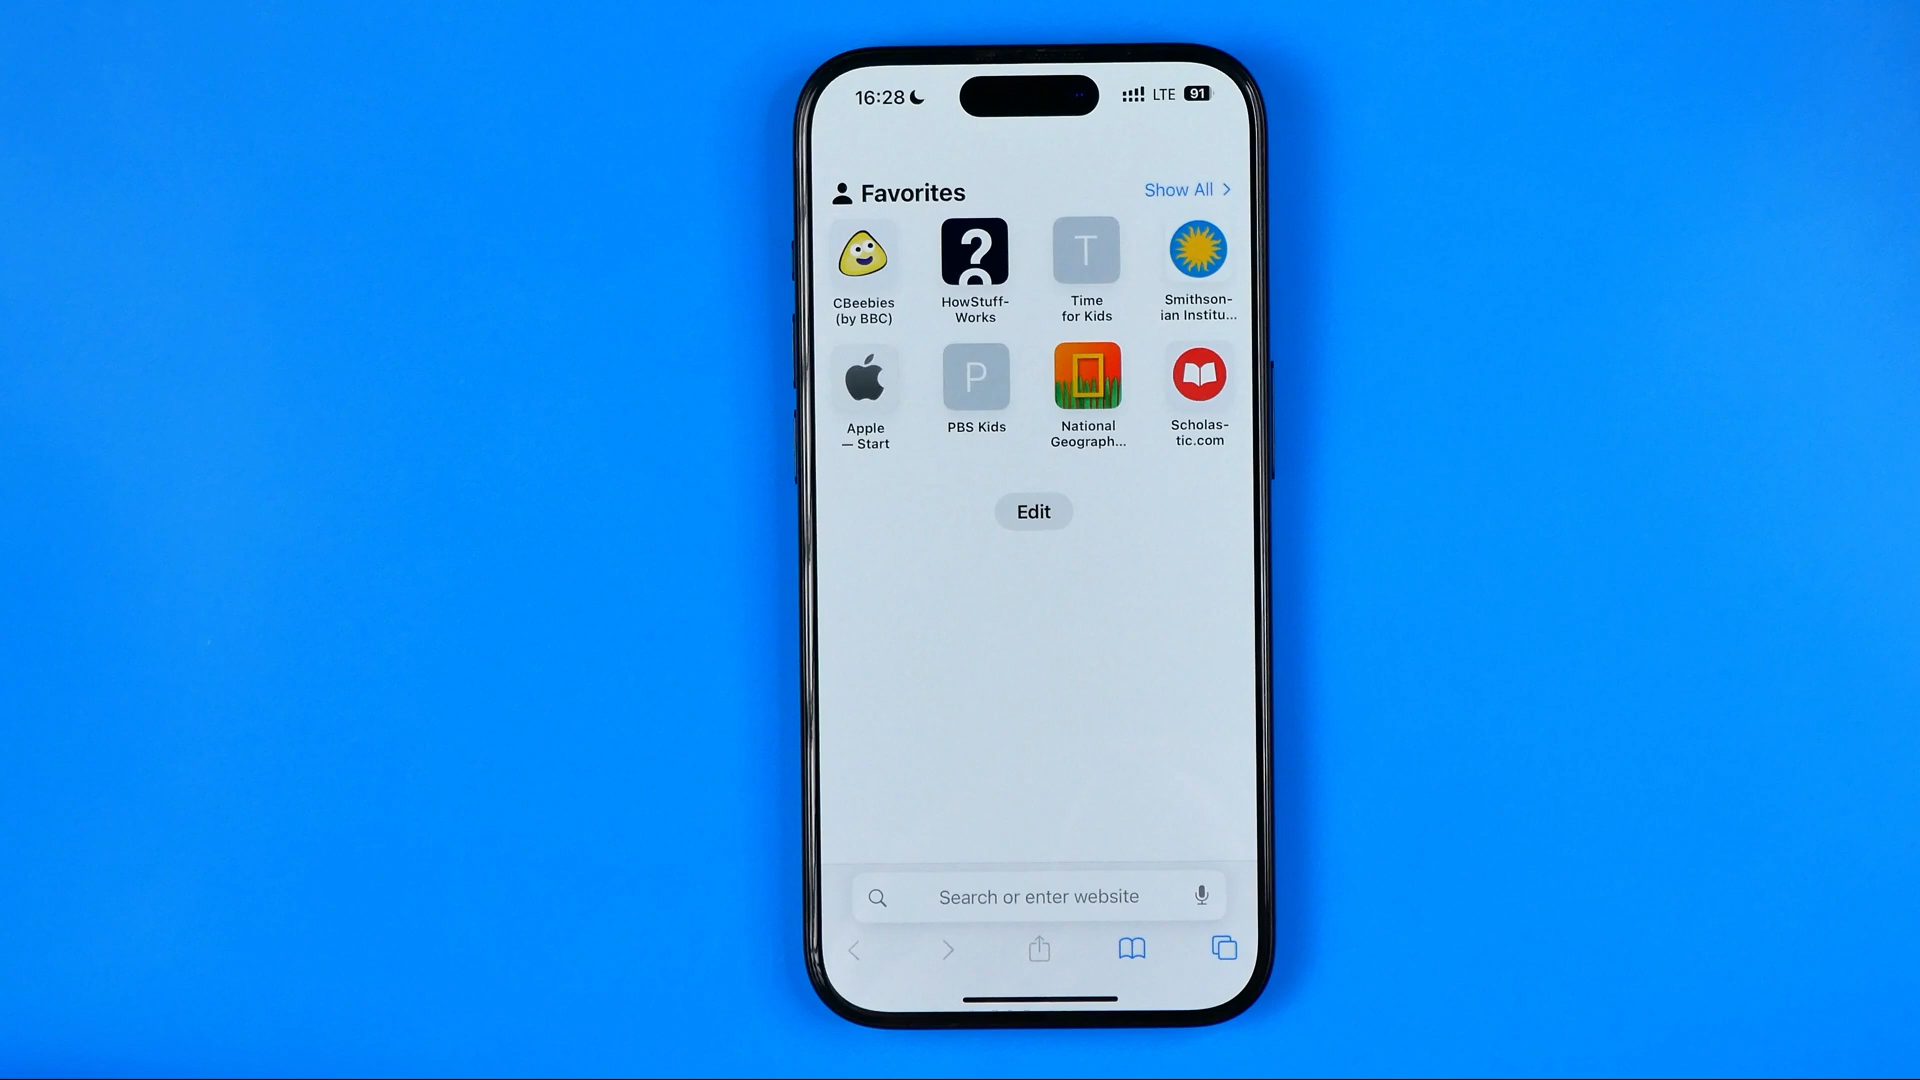 16:28
LTE 91
Favorites
Show All
CBeebies
(by BBC)
HowStuff-
Works
T
Time
for Kids
Smithson-
ian Institu...
Apple
— Start
P
PBS Kids
National
Geograph...
Scholas-
tic.com
Edit
Search or enter website